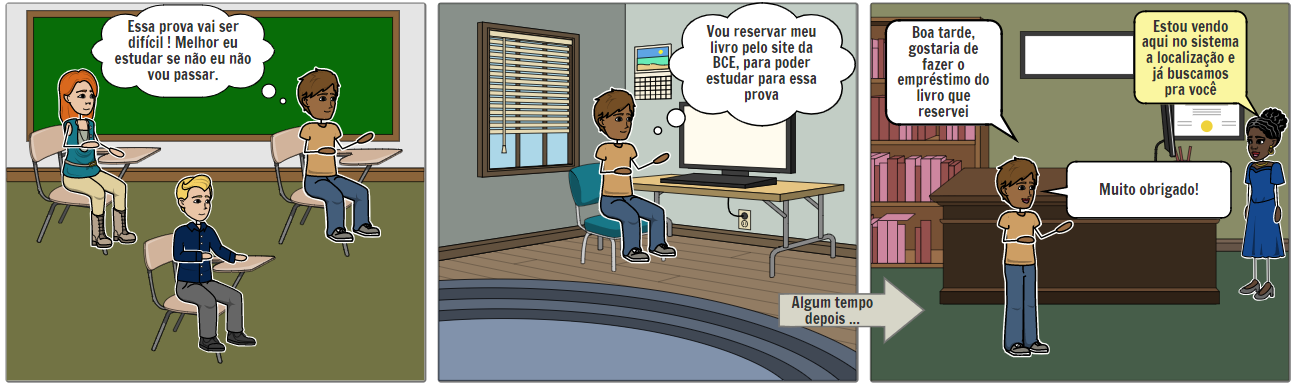 Essa prova vai ser
difícil ! Melhor eu
estudar se não eu não
vou passar.
Vou reservar meu
livro pelo site da
BCE, para poder
estudar para essa
prova
Algum tempo
depois ...
Boa tarde,
gostaria de
fazer o
empréstimo do
livro que
reservei
Estou vendo
aqui no sistema
a localização e
já buscamos
pra você
Muito obrigado!